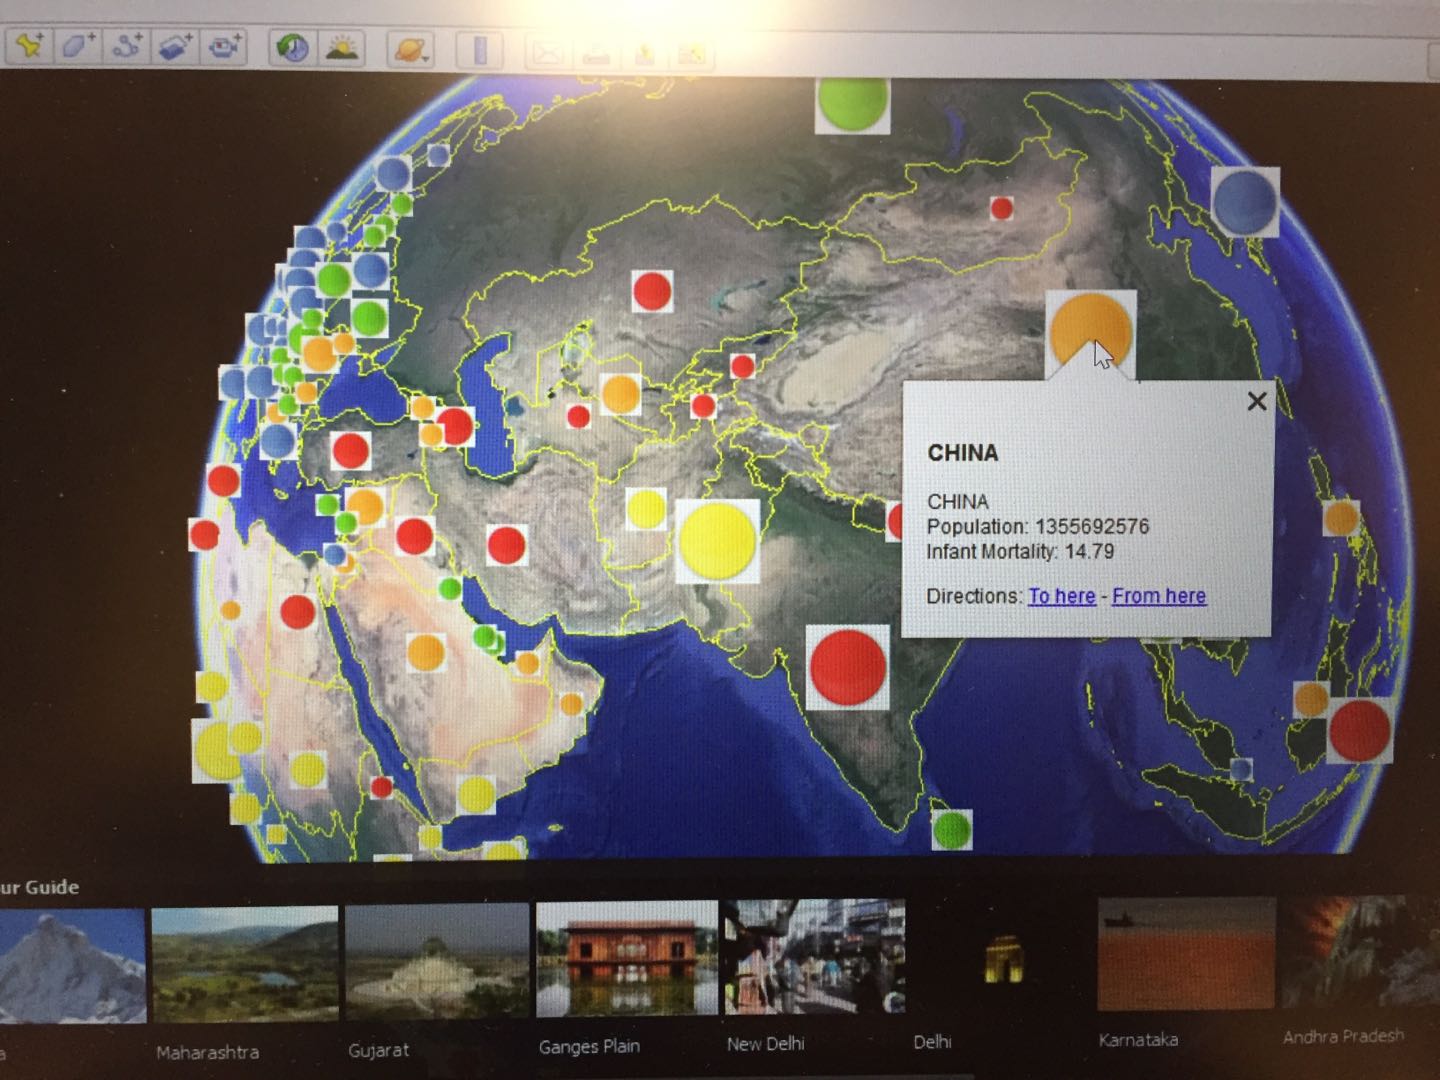 CHINA
CHINA
Population: 1355692576
Infant Mortality: 14.79
Directions: To here - From here
ur Guide
a
Maharashtra
Gujarat
Ganges Plain
New Delhi
Delhi
Karnataka
Andhra Pradesh